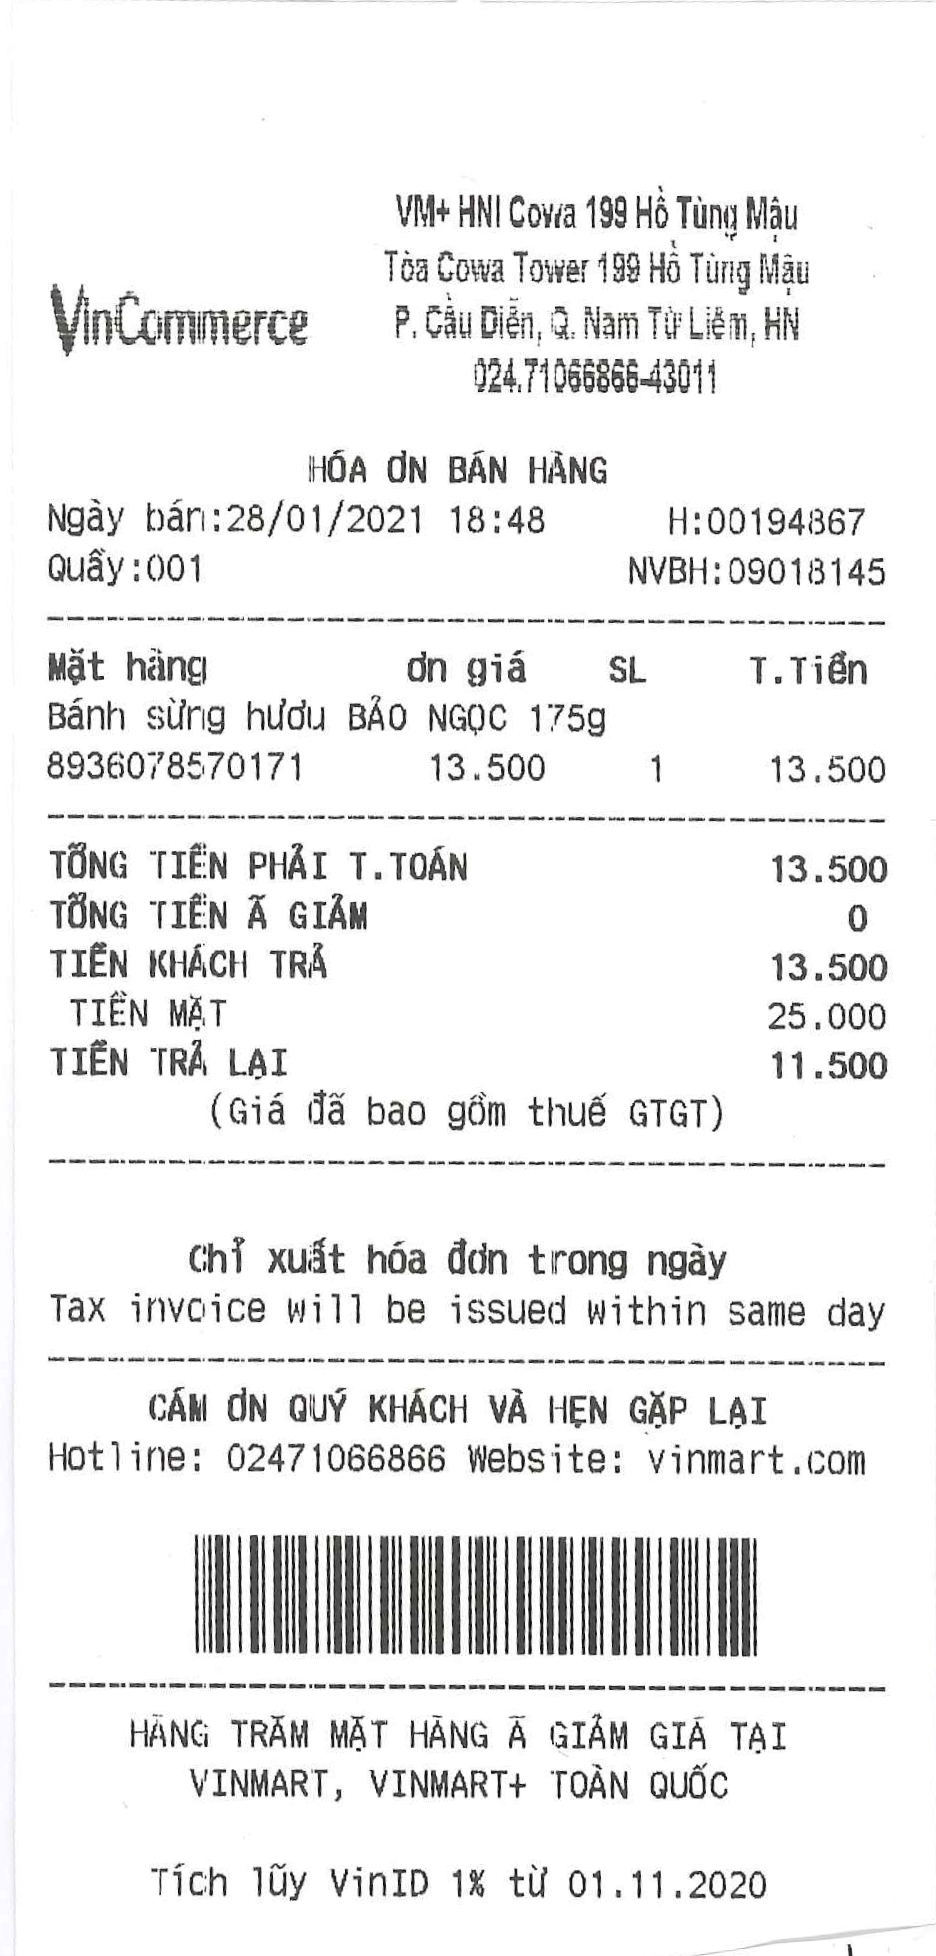 VinCommerce
VM+ HNI Cowa 199 Hồ Tùng Mậu
Tòa Cowa Tower 199 Hồ Tùng Mậu
P. Cầu Diễn, Q. Nam Từ Liêm, HN
024.71066866-43011
HÓA ƠN BÁN HÀNG
Ngày bán:28/01/2021 18:48 H:00194867
Quầy:001 NVBH:09018145
Mặt hàng ơn giá SL T.Tiền
Bánh sừng hươu BẢO NGỌC 175g
8936078570171 13.500 1 13.500
TỔNG TIỀN PHẢI T.TOÁN 13.500
TỔNG TIỀN Ã GIẢM 0
TIỀN KHÁCH TRẢ 13.500
TIỀN MẶT 25.000
TIỀN TRẢ LẠI 11.500
(Giá đã bao gồm thuế GTGT)
Chỉ xuất hóa đơn trong ngày
Tax invoice will be issued within same day
CÁM ƠN QUÝ KHÁCH VÀ HẸN GẶP LẠI
Hotline: 02471066866 Website: vinmart.com
HÀNG TRĂM MẶT HÀNG Ã GIẢM GIÁ TẠI
VINMART, VINMART+ TOÀN QUỐC
Tích lũy VinID 1% từ 01.11.2020